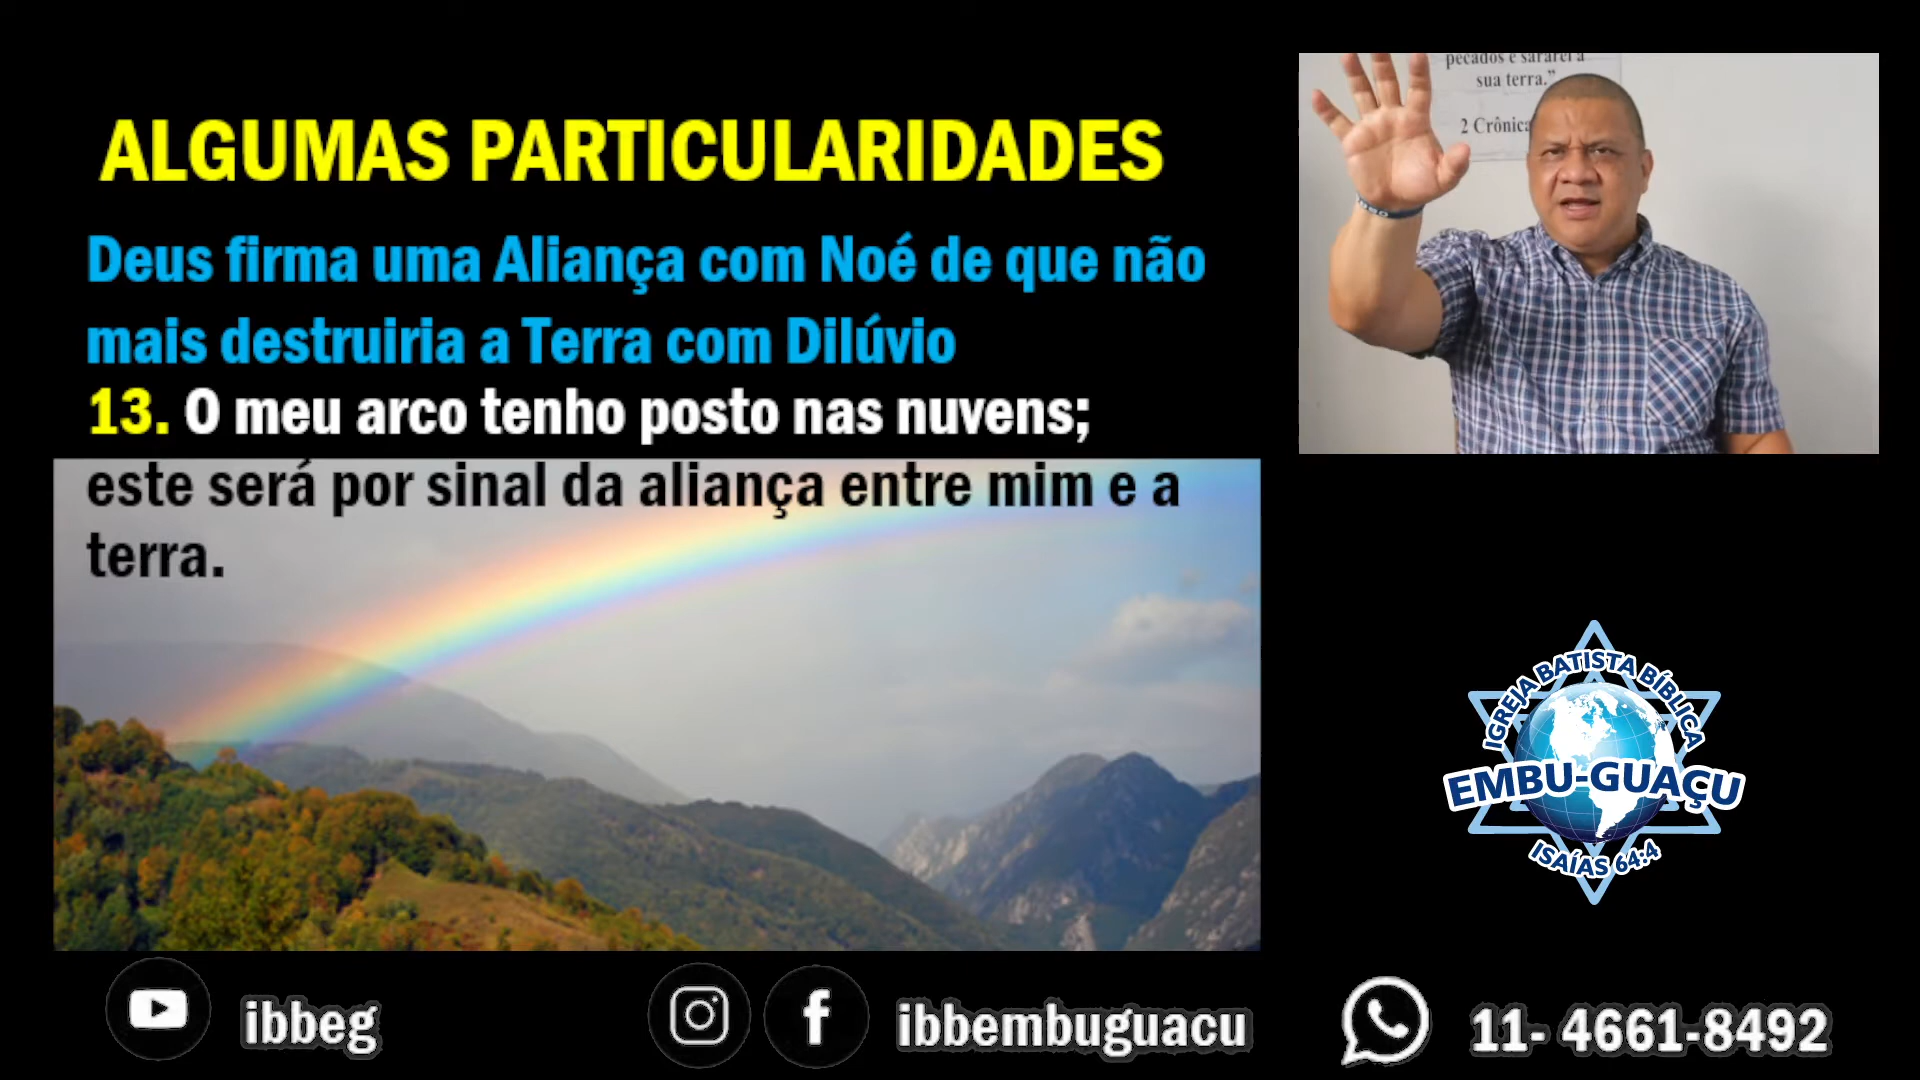 ALGUMAS PARTICULARIDADES
Deus firma uma Aliança com Noé de que não
mais destruiria a Terra com Dilúvio
13. O meu arco tenho posto nas nuvens;
este será por sinal da aliança entre mim e a
terra.
pecados e sararei a
sua terra.”
2 Crônica
IGREJA BATISTA BÍBLICA
EMBU-GUAÇU
ISAÍAS 64:4
ibbeg
ibbembuguacu
11- 4661-8492